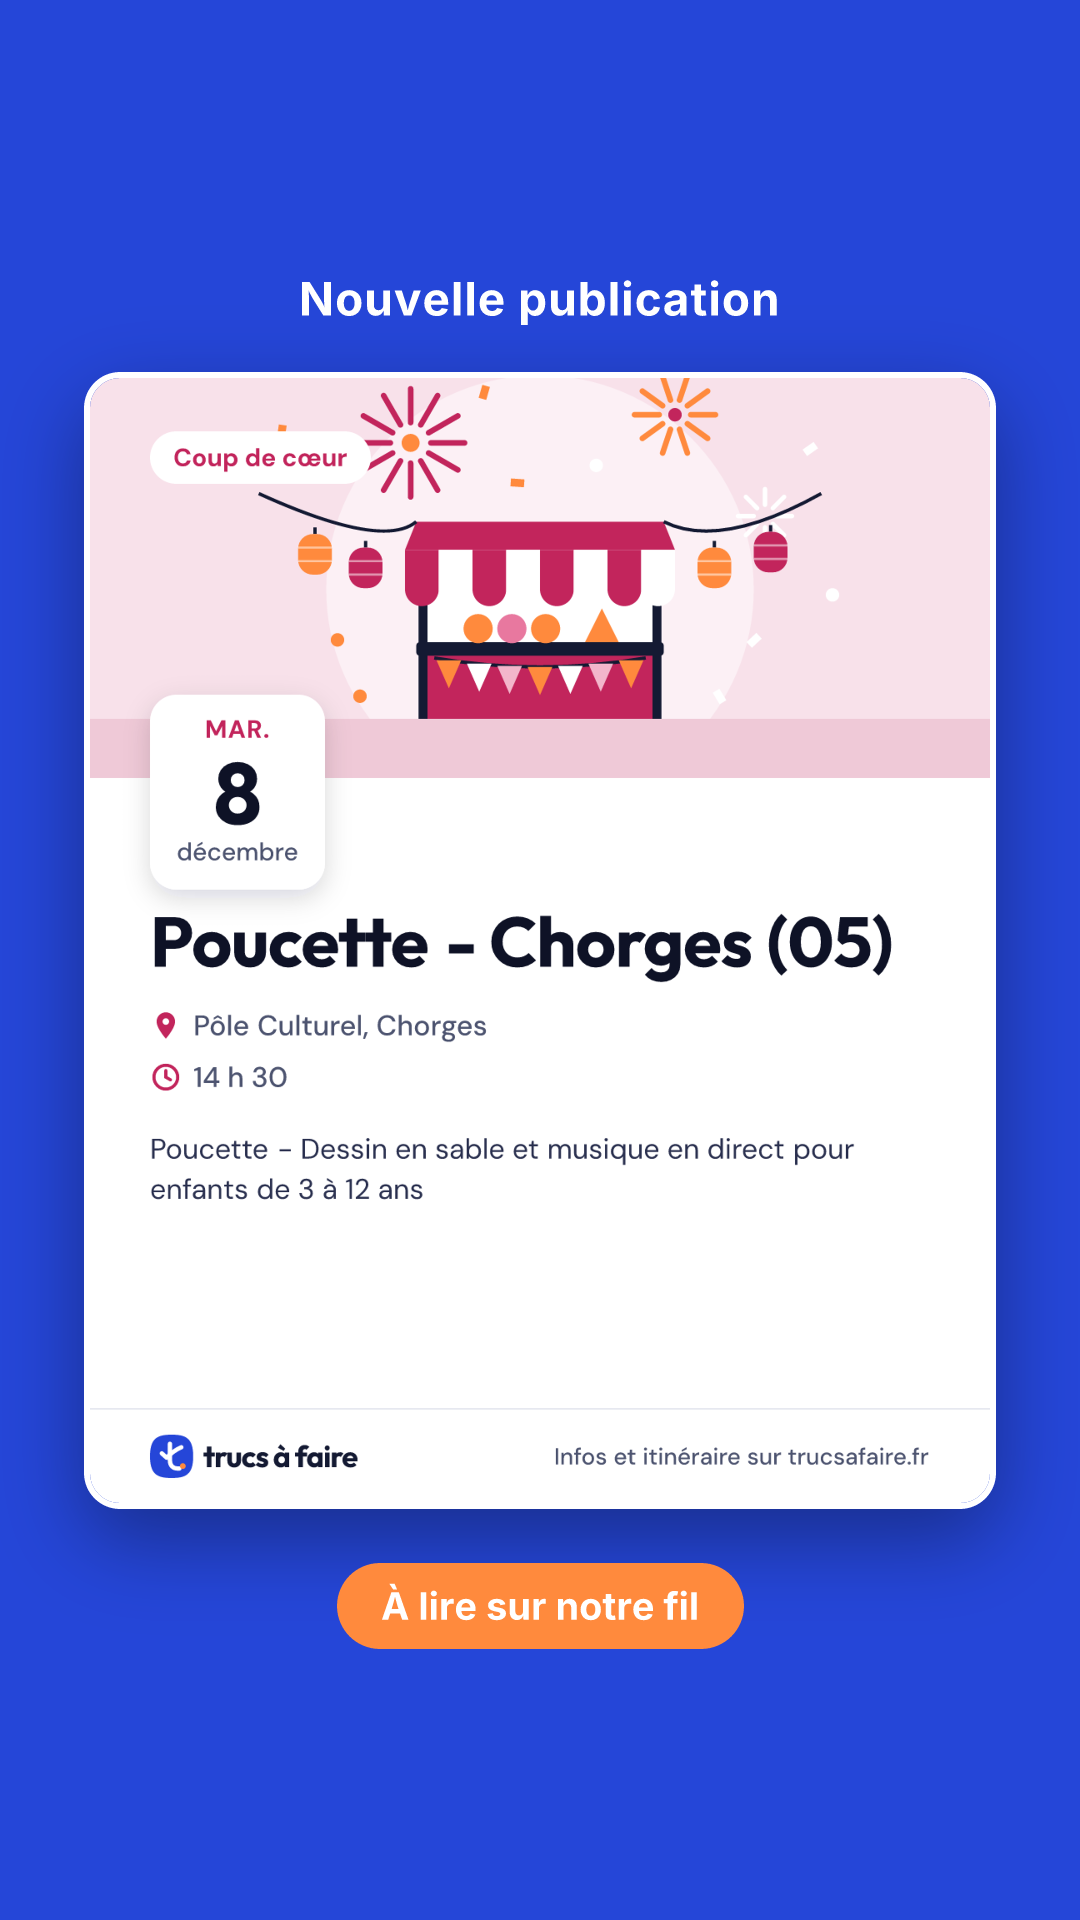 Nouvelle publication
Coup de cœur
MAR.
8
décembre
Poucette - Chorges (05)
Pôle Culturel, Chorges
14 h 30
Poucette - Dessin en sable et musique en direct pour
enfants de 3 à 12 ans
trucs à faire
Infos et itinéraire sur trucsafaire.fr
À lire sur notre fil